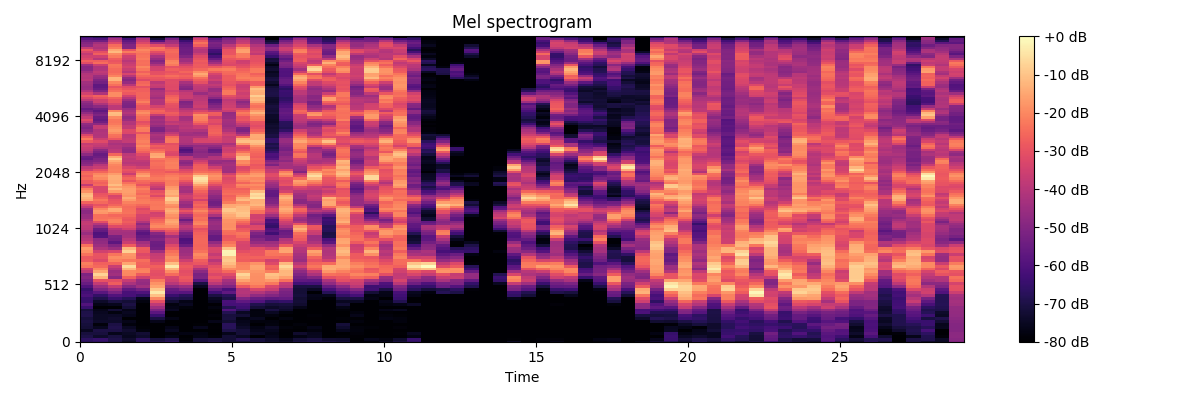 Mel spectrogram
8192
4096
2048
1024
512
0
Hz
0 5 10 15 20 25
Time
+0 dB
-10 dB
-20 dB
-30 dB
-40 dB
-50 dB
-60 dB
-70 dB
-80 dB